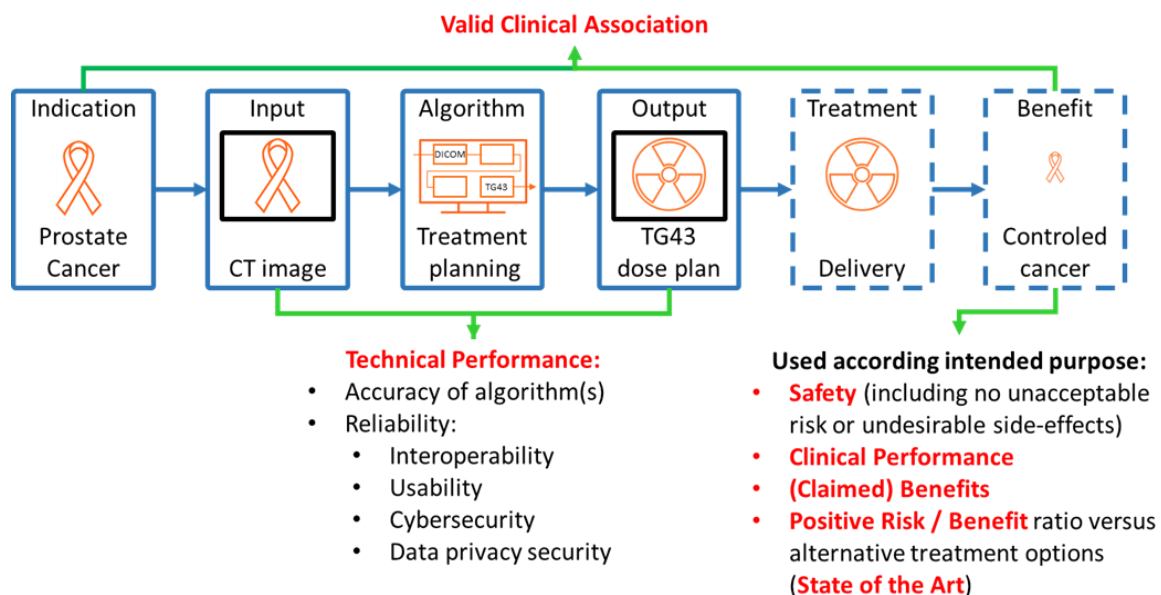 Valid Clinical Association
Indication
Prostate
Cancer
Input
CT image
Algorithm
DICOM
TG43
Treatment
planning
Output
TG43
dose plan
Treatment
Delivery
Benefit
Controled
cancer
Technical Performance:
• Accuracy of algorithm(s)
• Reliability:
• Interoperability
• Usability
• Cybersecurity
• Data privacy security
Used according intended purpose:
• Safety (including no unacceptable
risk or undesirable side-effects)
• Clinical Performance
• (Claimed) Benefits
• Positive Risk / Benefit ratio versus
alternative treatment options
(State of the Art)